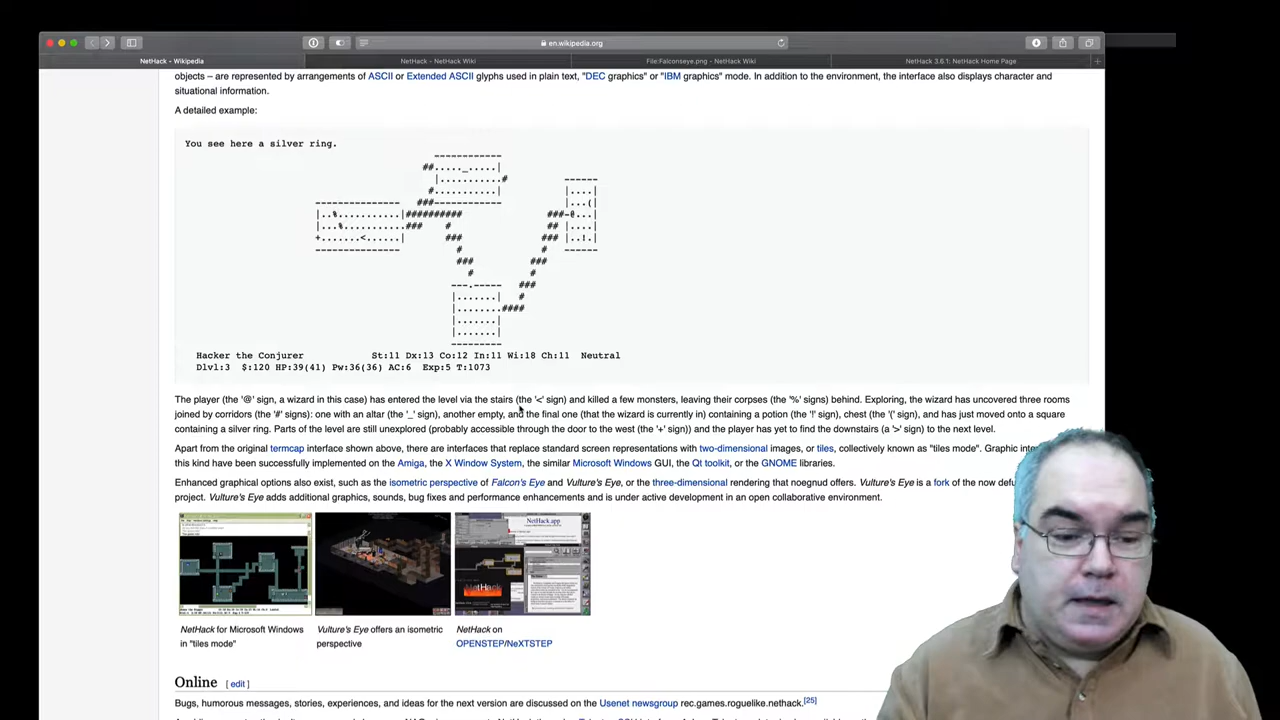 en.wikipedia.org
NetHack - Wikipedia
NetHack - NetHack Wiki
File:Falconseye.png - NetHack Wiki
NetHack 3.6.1: NetHack Home Page
objects – are represented by arrangements of ASCII or Extended ASCII glyphs used in plain text, "DEC graphics" or "IBM graphics" mode. In addition to the environment, the interface also displays character and
situational information.
A detailed example:
You see here a silver ring.
------------
##....._.....|
|...........#
------
#...........|
|....|
---------------
###------------
|...(|
|..%...........|##########
###-@...|
|...%...........###
#
## |....|
+.......<......|
###
### |..!.|
---------------
#
#
------
###
###
#
#
---.-----
###
|.......|
#
|........####
|.......|
|.......|
---------
Hacker the Conjurer St:11 Dx:13 Co:12 In:11 Wi:18 Ch:11 Neutral
Dlvl:3 $:120 HP:39(41) Pw:36(36) AC:6 Exp:5 T:1073
The player (the '@' sign, a wizard in this case) has entered the level via the stairs (the '<' sign) and killed a few monsters, leaving their corpses (the '%' signs) behind. Exploring, the wizard has uncovered three rooms
joined by corridors (the '#' signs): one with an altar (the '_' sign), another empty, and the final one (that the wizard is currently in) containing a potion (the '!' sign), chest (the '(' sign), and has just moved onto a square
containing a silver ring. Parts of the level are still unexplored (probably accessible through the door to the west (the '+' sign)) and the player has yet to find the downstairs (a '>' sign) to the next level.
Apart from the original termcap interface shown above, there are interfaces that replace standard screen representations with two-dimensional images, or tiles, collectively known as "tiles mode". Graphic
this kind have been successfully implemented on the Amiga, the X Window System, the similar Microsoft Windows GUI, the Qt toolkit, or the GNOME libraries.
Enhanced graphical options also exist, such as the isometric perspective of Falcon's Eye and Vulture's Eye, or the three-dimensional rendering that noegnud offers. Vulture's Eye is a fork of the now
project. Vulture's Eye adds additional graphics, sounds, bug fixes and performance enhancements and is under active development in an open collaborative environment.
NetHack.app
NetHack
NetHack for Microsoft Windows
in "tiles mode"
Vulture's Eye offers an isometric
perspective
NetHack on
OPENSTEP/NeXTSTEP
Online [ edit ]
Bugs, humorous messages, stories, experiences, and ideas for the next version are discussed on the Usenet newsgroup rec.games.roguelike.nethack.[25]